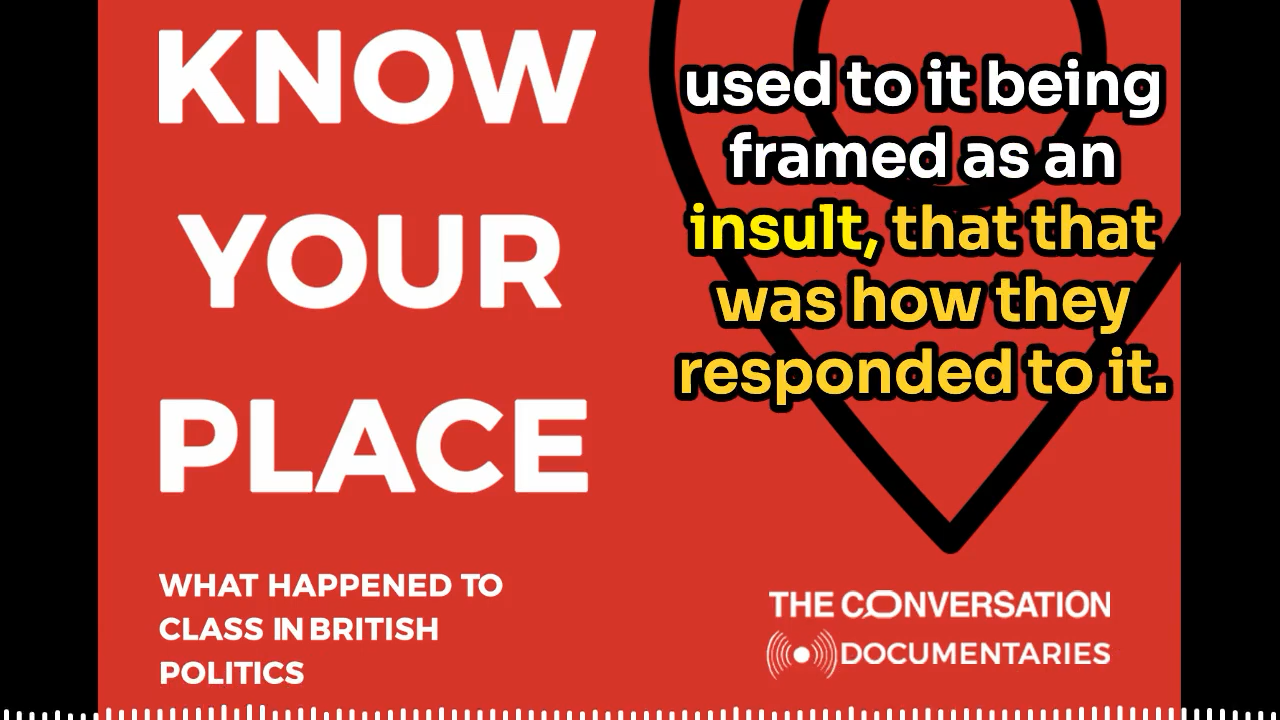 KNOW
YOUR
PLACE
WHAT HAPPENED TO
CLASS IN BRITISH
POLITICS
used to it being
framed as an
insult, that that
was how they
responded to it.
THE CONVERSATION
DOCUMENTARIES